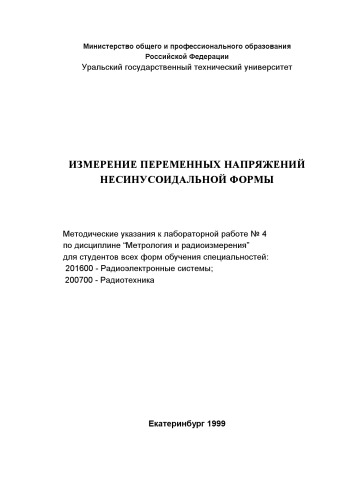 Министерство общего и профессионального образования
Российской Федерации
Уральский государственный технический университет
ИЗМЕРЕНИЕ ПЕРЕМЕННЫХ НАПРЯЖЕНИЙ
НЕСИНУСОИДАЛЬНОЙ ФОРМЫ
Методические указания к лабораторной работе № 4
по дисциплине "Метрология и радиоизмерения"
для студентов всех форм обучения специальностей:
201600 - Радиоэлектронные системы;
200700 - Радиотехника
Екатеринбург 1999